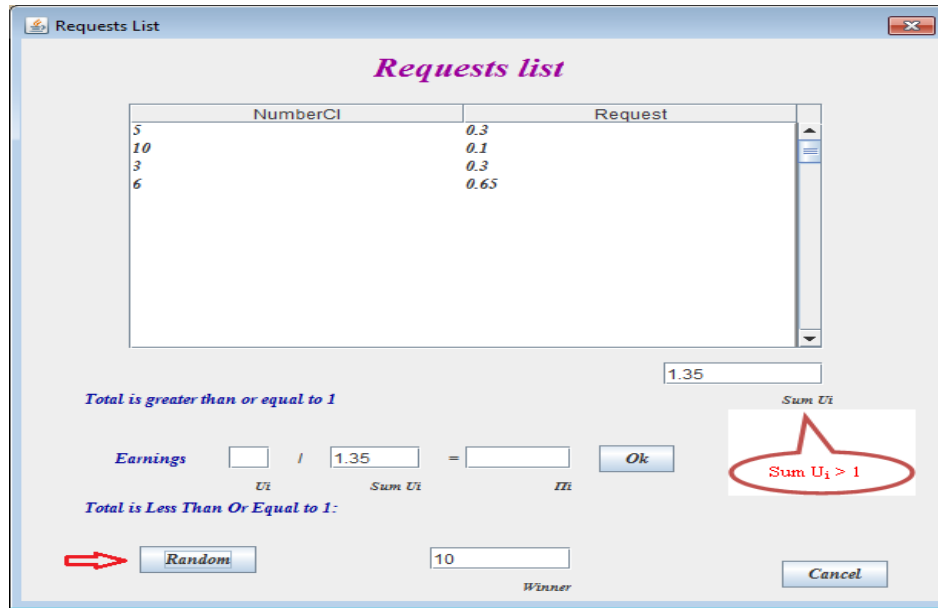 Requests List
Requests list
NumberCI Request
5 0.3
10 0.1
3 0.3
6 0.65
1.35
Total is greater than or equal to 1 Sum Ui
Sum Ui > 1
Earnings / 1.35 = Ok
Ui Sum Ui Πi
Total is Less Than Or Equal to 1:
Random 10
Winner
Cancel